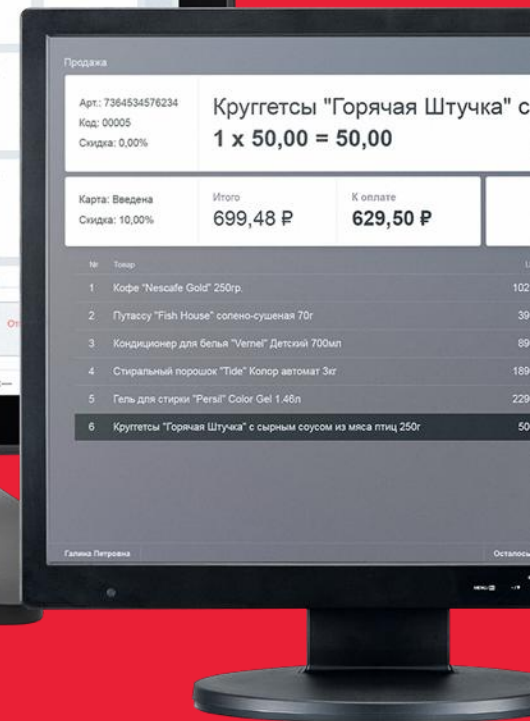 Продажа
Арт.: 7364534576234
Код: 00005
Скидка: 0,00%
Круггетсы "Горячая Штучка" с
1 x 50,00 = 50,00
Карта: Введена
Скидка: 10,00%
Итого
699,48 ₽
К оплате
629,50 ₽
№ Товар
1 Кофе "Nescafe Gold" 250гр. 102
2 Путассу "Fish House" солено-сушеная 70г 39
3 Кондиционер для белья "Vernel" Детский 700мл 89
4 Стиральный порошок "Tide" Колор автомат 3кг 189
5 Гель для стирки "Persil" Color Gel 1.46л 229
6 Круггетсы "Горячая Штучка" с сырным соусом из мяса птиц 250г 50
Галина Петровна
Осталось
От
MENU